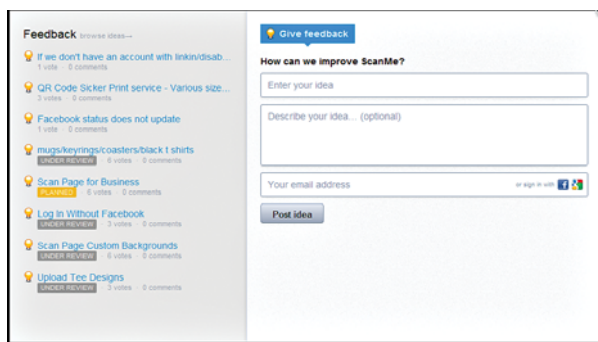 Feedback browse ideas→
If we don't have an account with linkin/disab...
1 vote · 0 comments
QR Code Sicker Print service - Various size...
3 votes · 0 comments
Facebook status does not update
1 vote · 0 comments
mugs/keyrings/coasters/black t shirts
UNDER REVIEW · 6 votes · 0 comments
Scan Page for Business
PLANNED · 6 votes · 0 comments
Log In Without Facebook
UNDER REVIEW · 3 votes · 0 comments
Scan Page Custom Backgrounds
UNDER REVIEW · 6 votes · 0 comments
Upload Tee Designs
UNDER REVIEW · 3 votes · 0 comments
Give feedback
How can we improve ScanMe?
Enter your idea
Describe your idea... (optional)
Your email address
or sign in with
Post idea